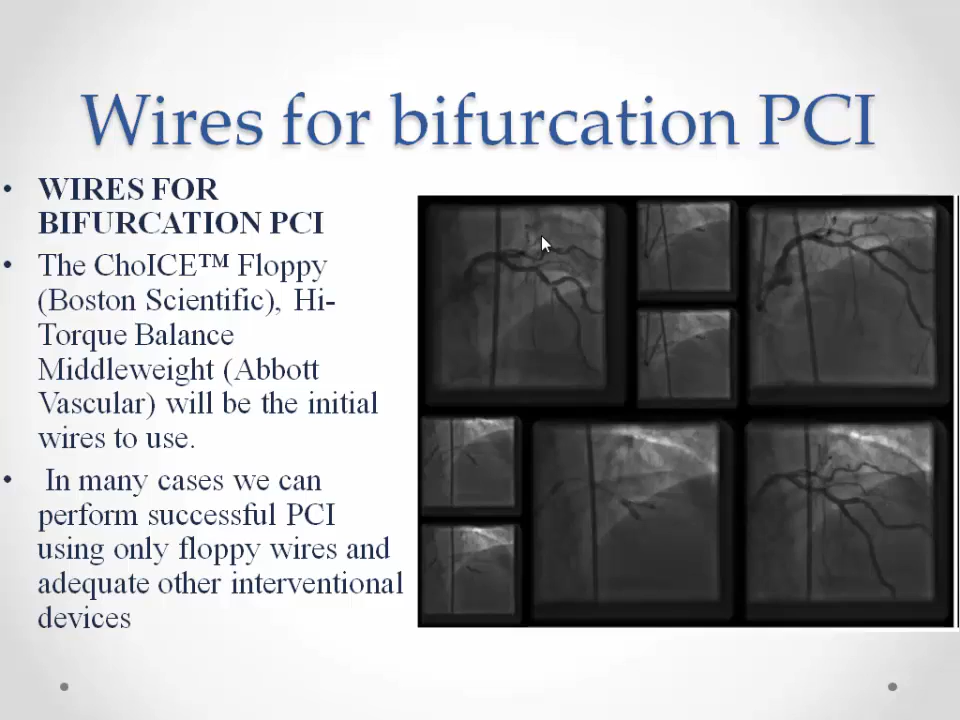 Wires for bifurcation PCI
• WIRES FOR
BIFURCATION PCI
• The ChoICE™ Floppy
(Boston Scientific), Hi-
Torque Balance
Middleweight (Abbott
Vascular) will be the initial
wires to use.
• In many cases we can
perform successful PCI
using only floppy wires and
adequate other interventional
devices